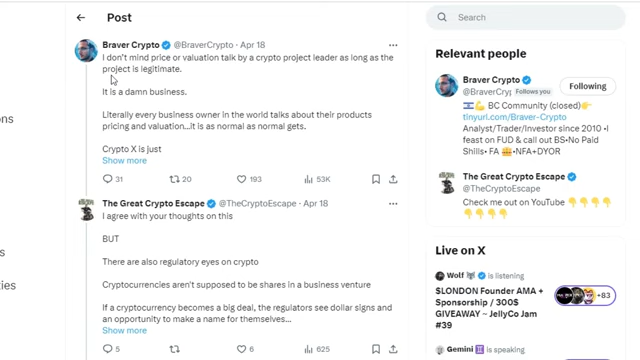 Post
Braver Crypto @BraverCrypto · Apr 18
I don't mind price or valuation talk by a crypto project leader as long as the
project is legitimate.
It is a damn business.
Literally every business owner in the world talks about their products
pricing and valuation...it is as normal as normal gets.
Crypto X is just
Show more
31
20
193
53K
The Great Crypto Escape @TheCryptoEscape · Apr 18
I agree with your thoughts on this
BUT
There are also regulatory eyes on crypto
Cryptocurrencies aren't supposed to be shares in a business venture
If a cryptocurrency becomes a big deal, the regulators see dollar signs and
an opportunity to make a name for themselves...
Show more
5
6
625
ons
s
ties
Search
Relevant people
Braver Crypto
@BraverCryp Follows you
Following
BC Community (closed)
tinyurl.com/Braver-Crypto
Analyst/Trader/Investor since 2010 •I
feast on FUD & call out BS•No Paid
Shills• FA •NFA+DYOR
The Great Crypto Escape
@TheCryptoEscape
Check me out on YouTube
Live on X
Wolf is listening
$LONDON Founder AMA +
Sponsorship / 300$
GIVEAWAY ~ JellyCo Jam
#39
+83
Gemini is speaking